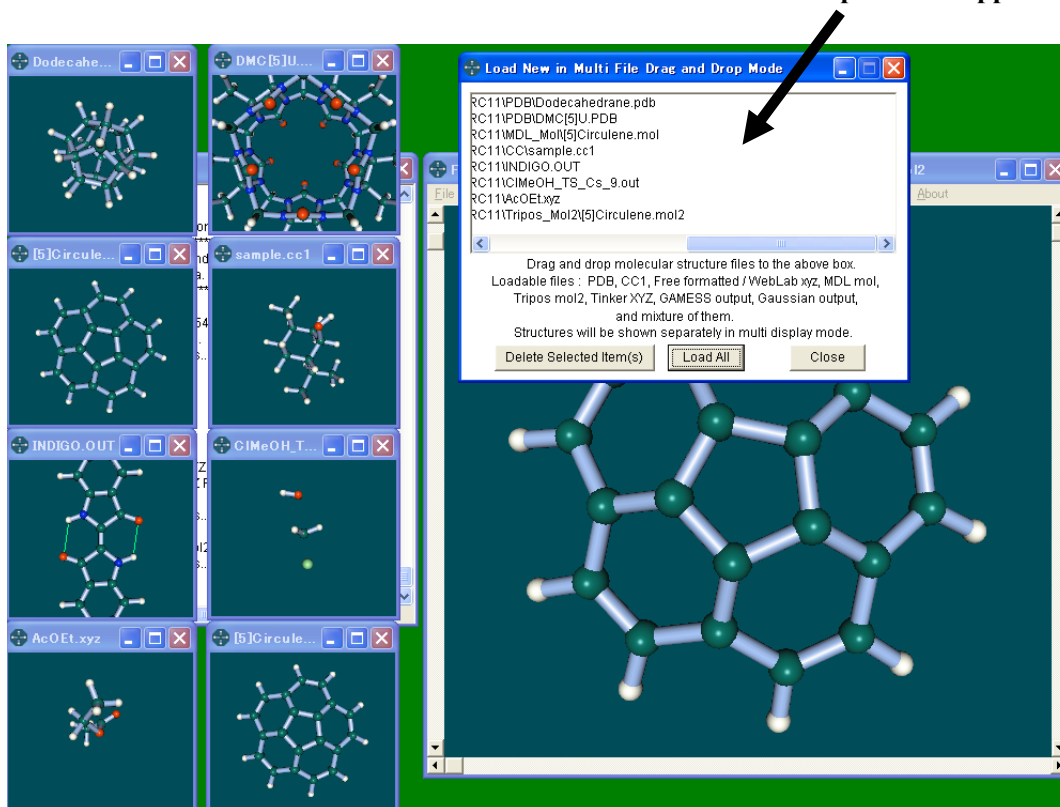 Dodecahe...
DMC[5]U....
Load New in Multi File Drag and Drop Mode
RC11\PDB\Dodecahedrane.pdb
RC11\PDB\DMC[5]U.PDB
RC11\MDL_Mol\[5]Circulene.mol
RC11\CC\sample.cc1
RC11\INDIGO.OUT
RC11\ClMeOH_TS_Cs_9.out
RC11\AcOEt.xyz
RC11\Tripos_Mol2\[5]Circulene.mol2
Drag and drop molecular structure files to the above box.
Loadable files : PDB, CC1, Free formatted / WebLab xyz, MDL mol,
Tripos mol2, Tinker XYZ, GAMESS output, Gaussian output,
and mixture of them.
Structures will be shown separately in multi display mode.
Delete Selected Item(s) Load All Close
File About
[5]Circule...
sample.cc1
INDIGO.OUT
ClMeOH_T...
AcOEt.xyz
[5]Circule...